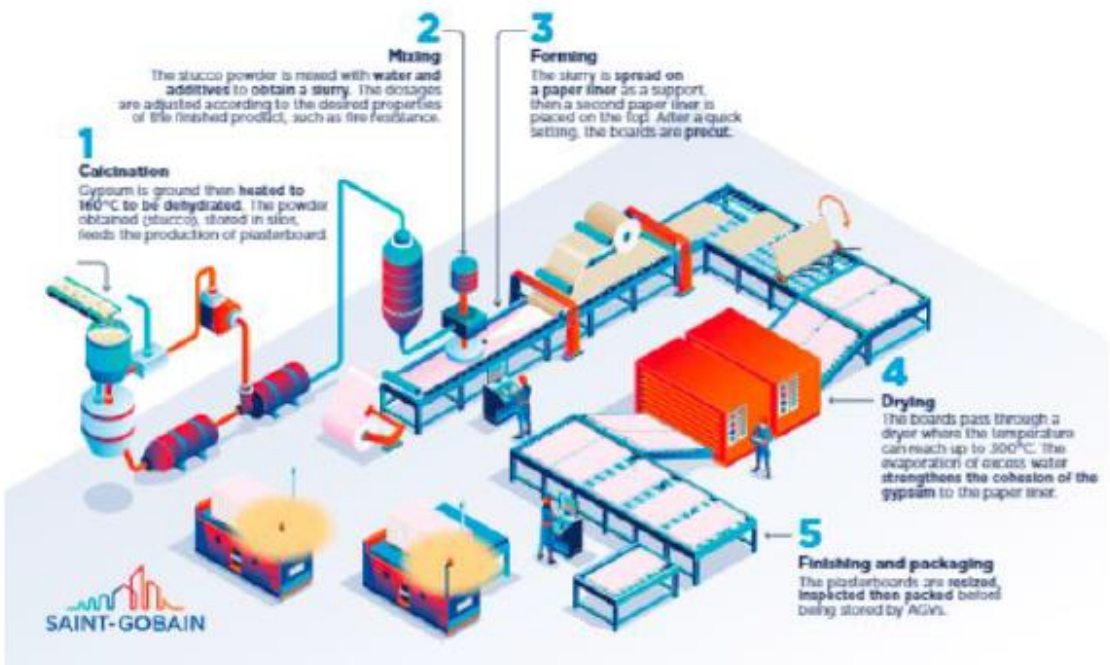 1
Calcination
Gypsum is ground then heated to
160°C to be dehydrated. The powder
obtained (stucco), stored in silos,
feeds the production of plasterboard.
2
Mixing
The stucco powder is mixed with water and
additives to obtain a slurry. The dosages
are adjusted according to the desired properties
of the finished product, such as fire resistance.
3
Forming
The slurry is spread on
a paper liner as a support,
then a second paper liner is
placed on the top. After a quick
setting, the boards are precut.
4
Drying
The boards pass through a
dryer where the temperature
can reach up to 300°C. The
evaporation of excess water
strengthens the cohesion of the
gypsum to the paper liner.
5
Finishing and packaging
The plasterboards are resized,
inspected then packed before
being stored by AGVs.
SAINT-GOBAIN